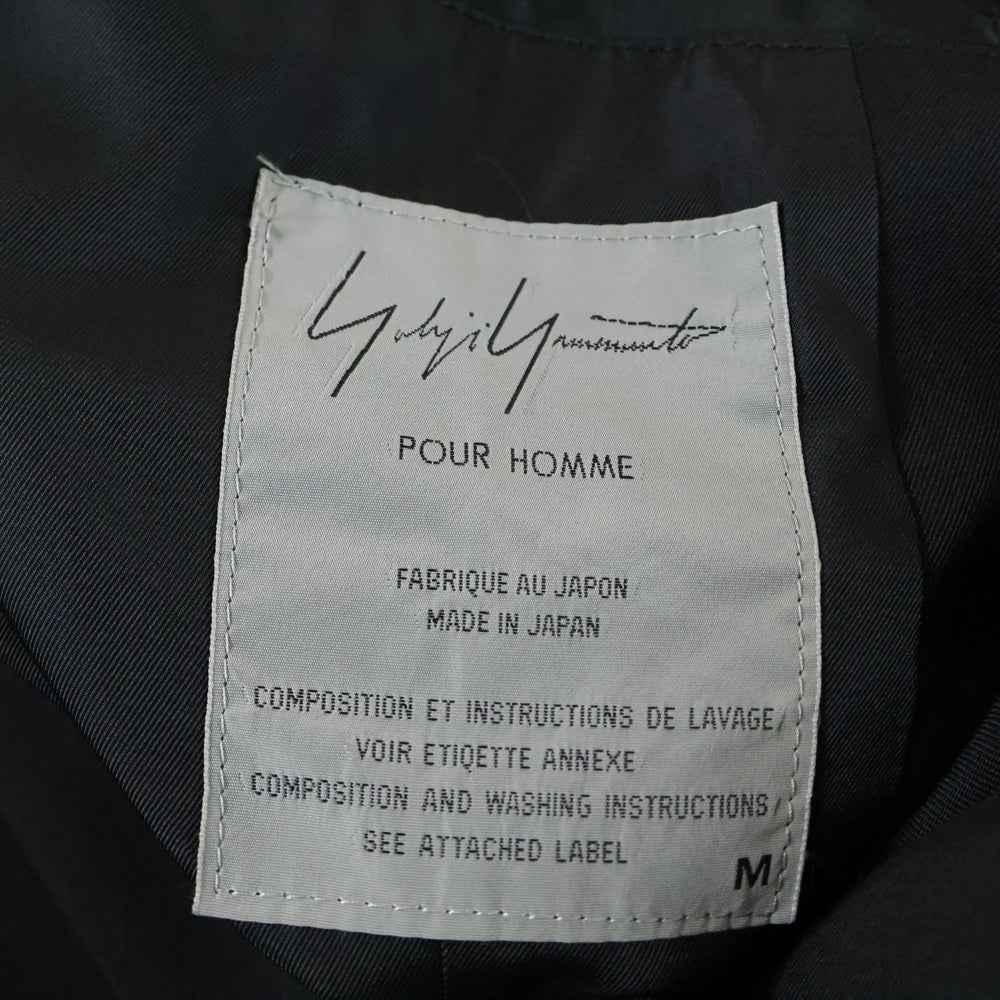 Yohji Yamamoto
POUR HOMME
FABRIQUE AU JAPON
MADE IN JAPAN
COMPOSITION ET INSTRUCTIONS DE LAVAGE
VOIR ETIQETTE ANNEXE
COMPOSITION AND WASHING INSTRUCTIONS
SEE ATTACHED LABEL
M